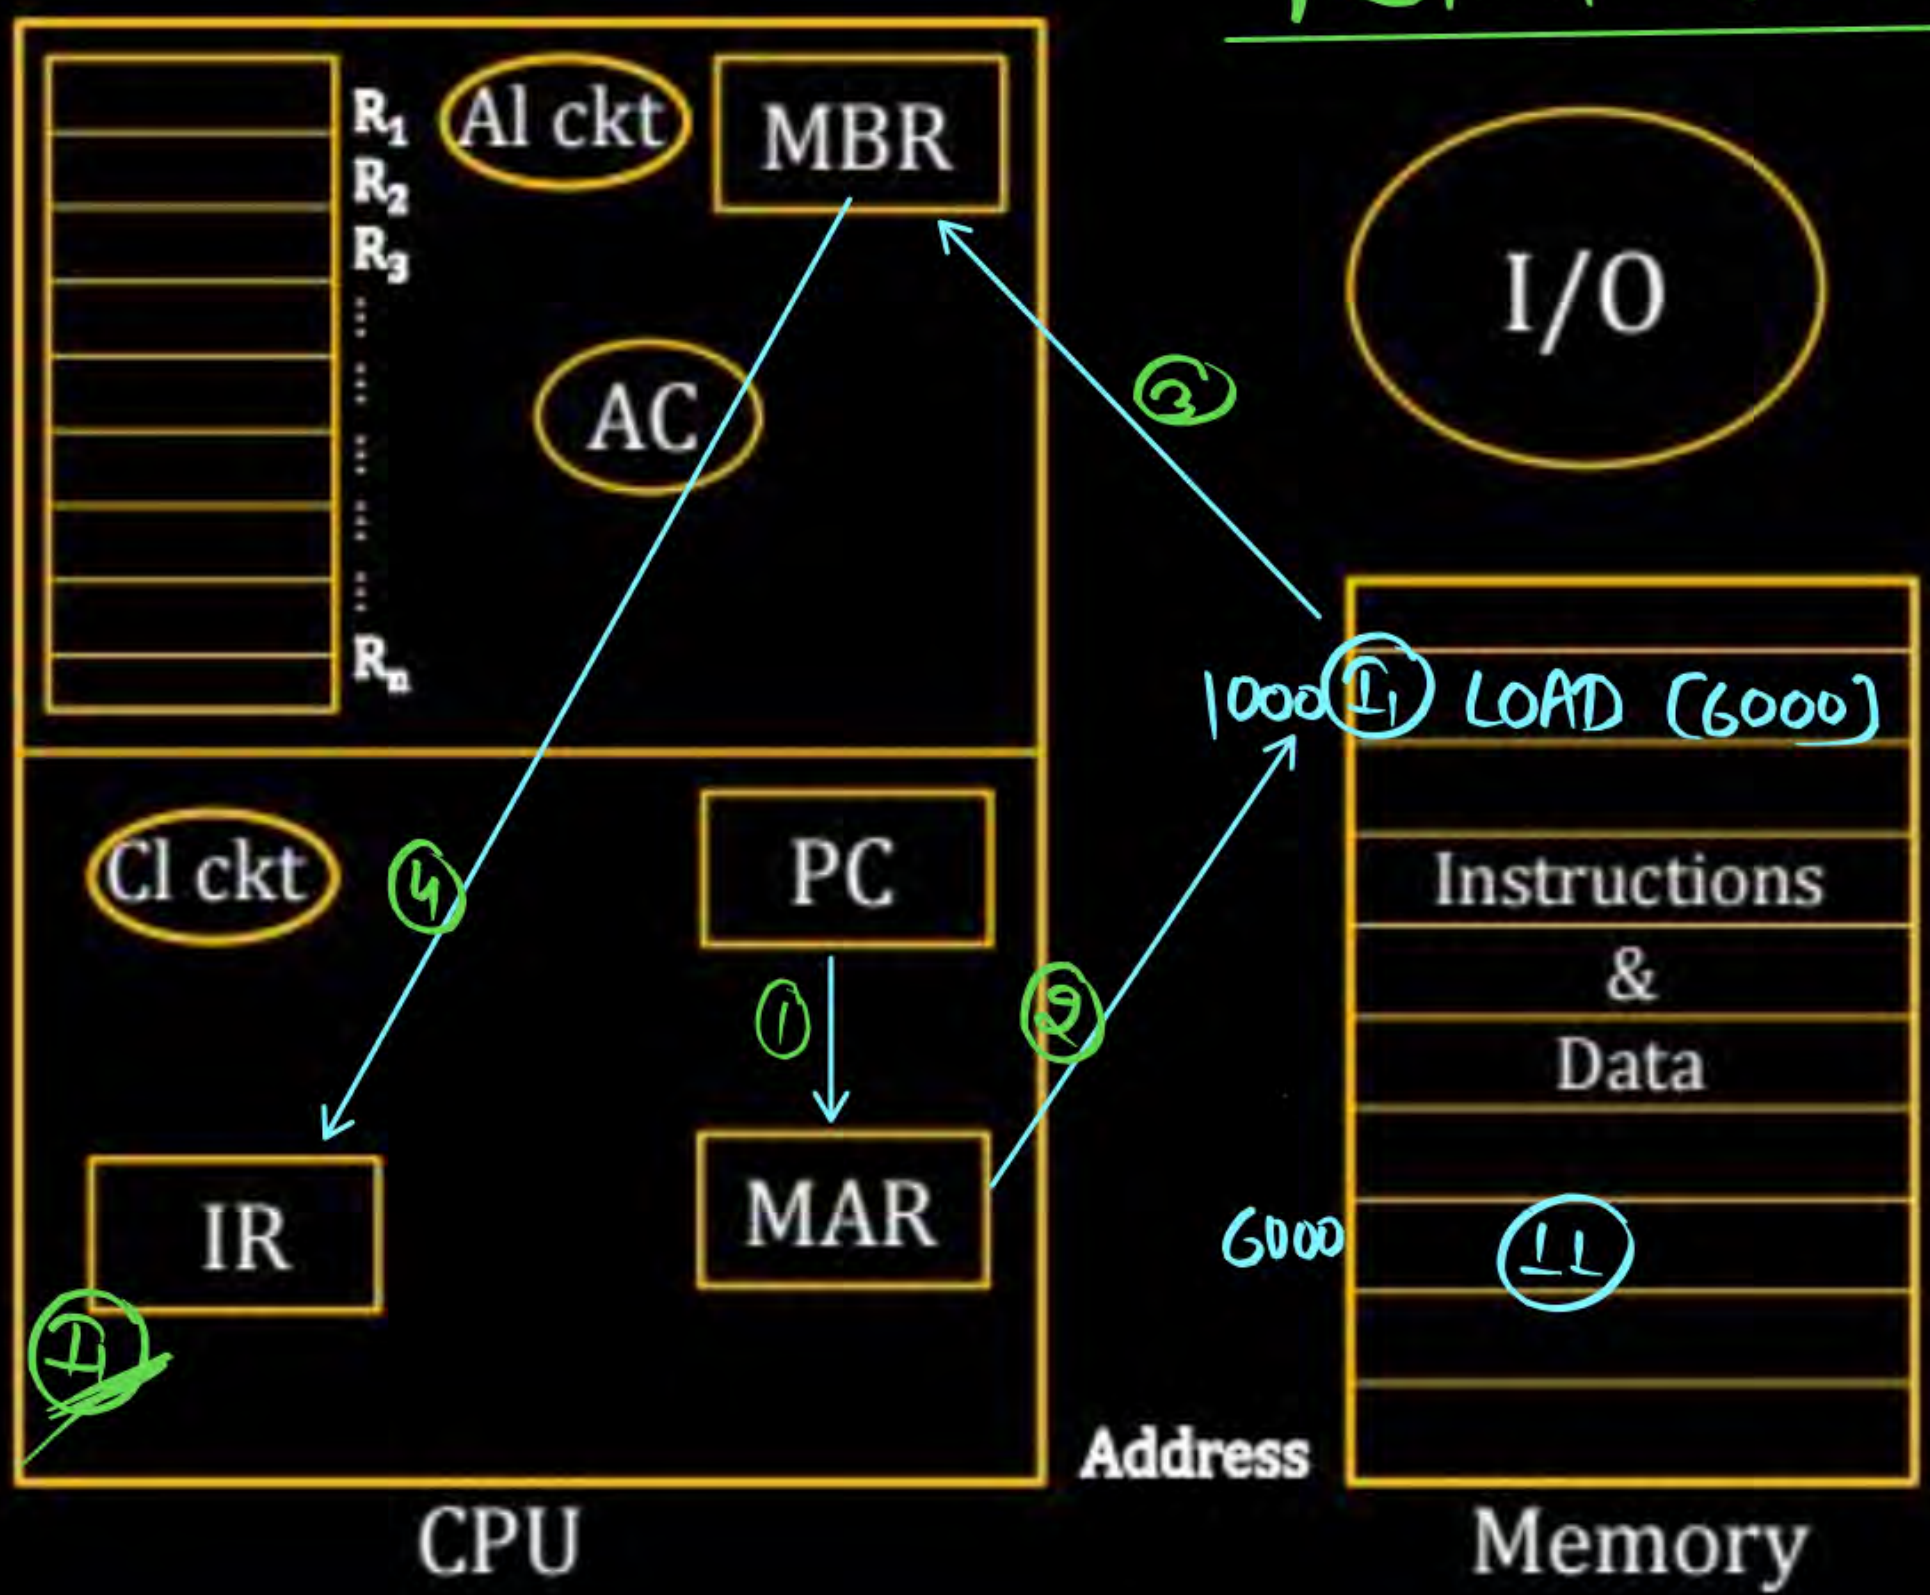 R₁
R₂
R₃
Rₙ
Al ckt
MBR
AC
I/O
3
1000 I₁ LOAD [6000]
Cl ckt
4
PC
1
2
Instructions
&
Data
IR
MAR
6000 11
I₁
Address
CPU
Memory